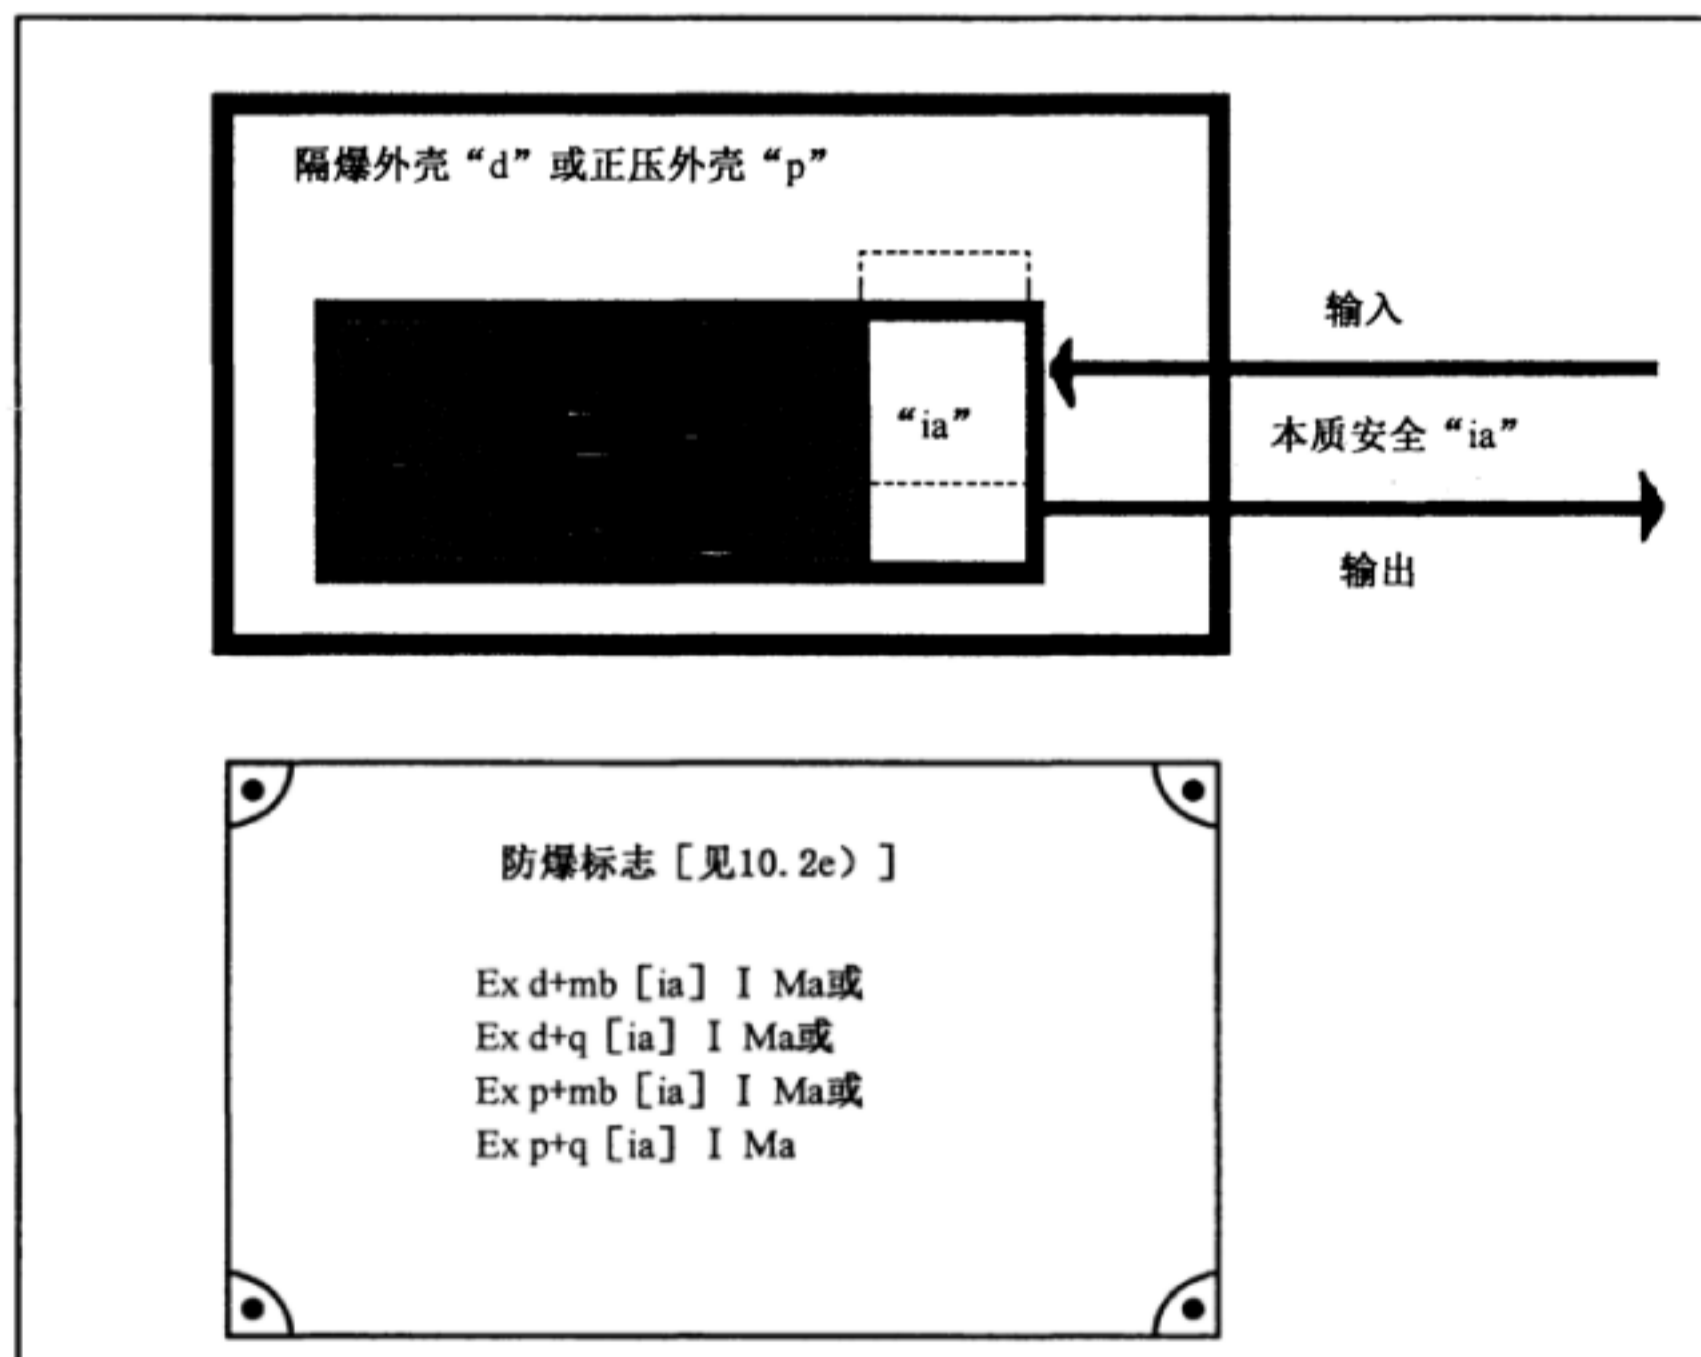 隔爆外壳“d”或正压外壳“p”
输入
“ia”
本质安全“ia”
输出
防爆标志［见10.2e）］
Ex d+mb［ia］Ⅰ Ma或
Ex d+q［ia］Ⅰ Ma或
Ex p+mb［ia］Ⅰ Ma或
Ex p+q［ia］Ⅰ Ma